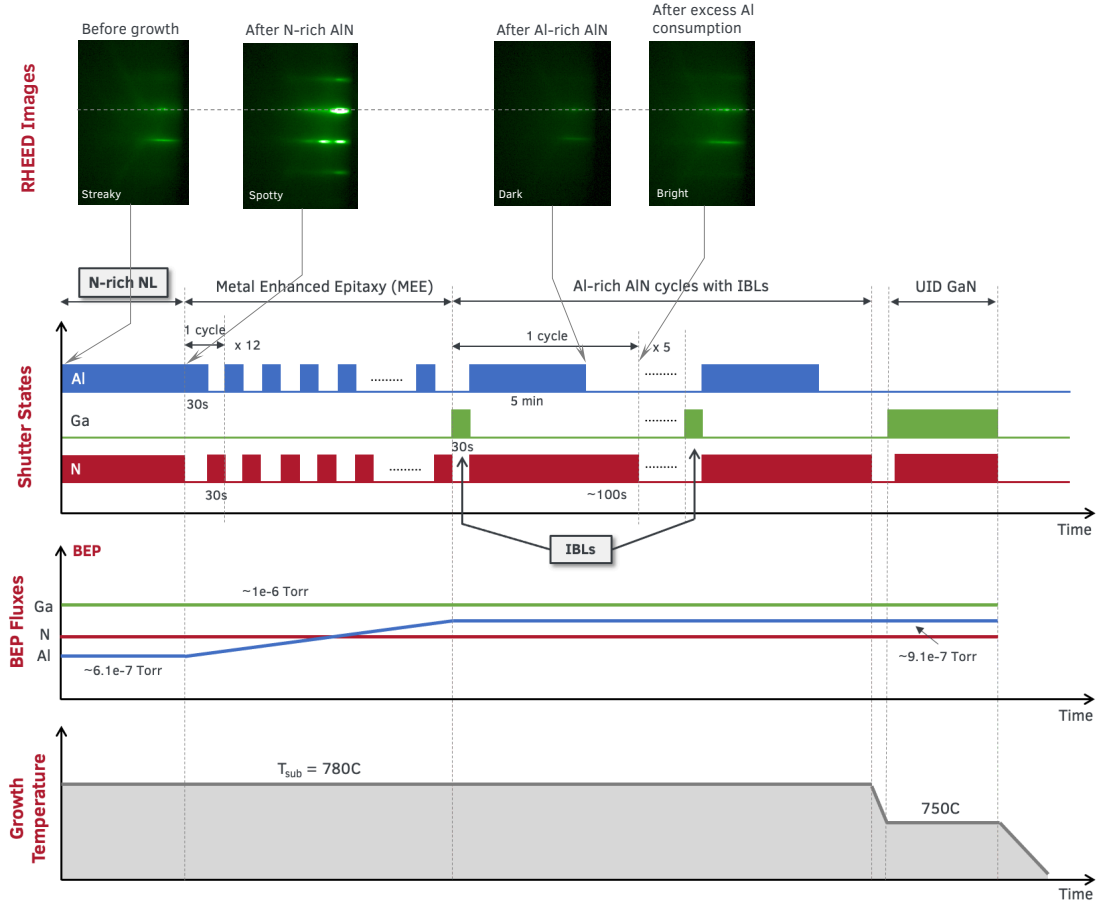 Before growth
After N-rich AlN
After Al-rich AlN
After excess Al
consumption
RHEED Images
Streaky
Spotty
Dark
Bright
N-rich NL
Metal Enhanced Epitaxy (MEE)
Al-rich AlN cycles with IBLs
UID GaN
1 cycle
x 12
1 cycle
x 5
Shutter States
Al
.........
.........
30s
5 min
Ga
.........
30s
N
.........
.........
30s
~100s
IBLs
Time
BEP
BEP Fluxes
Ga
~1e-6 Torr
N
Al
~6.1e-7 Torr
~9.1e-7 Torr
Time
Growth
Temperature
Tsub = 780C
750C
Time